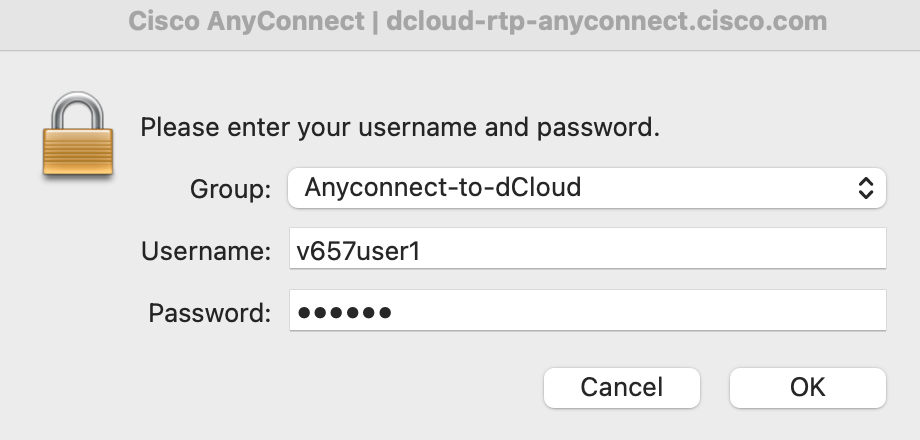 Cisco AnyConnect | dcloud-rtp-anyconnect.cisco.com
Please enter your username and password.
Group: Anyconnect-to-dCloud
Username: v657user1
Password: ••••••
Cancel OK